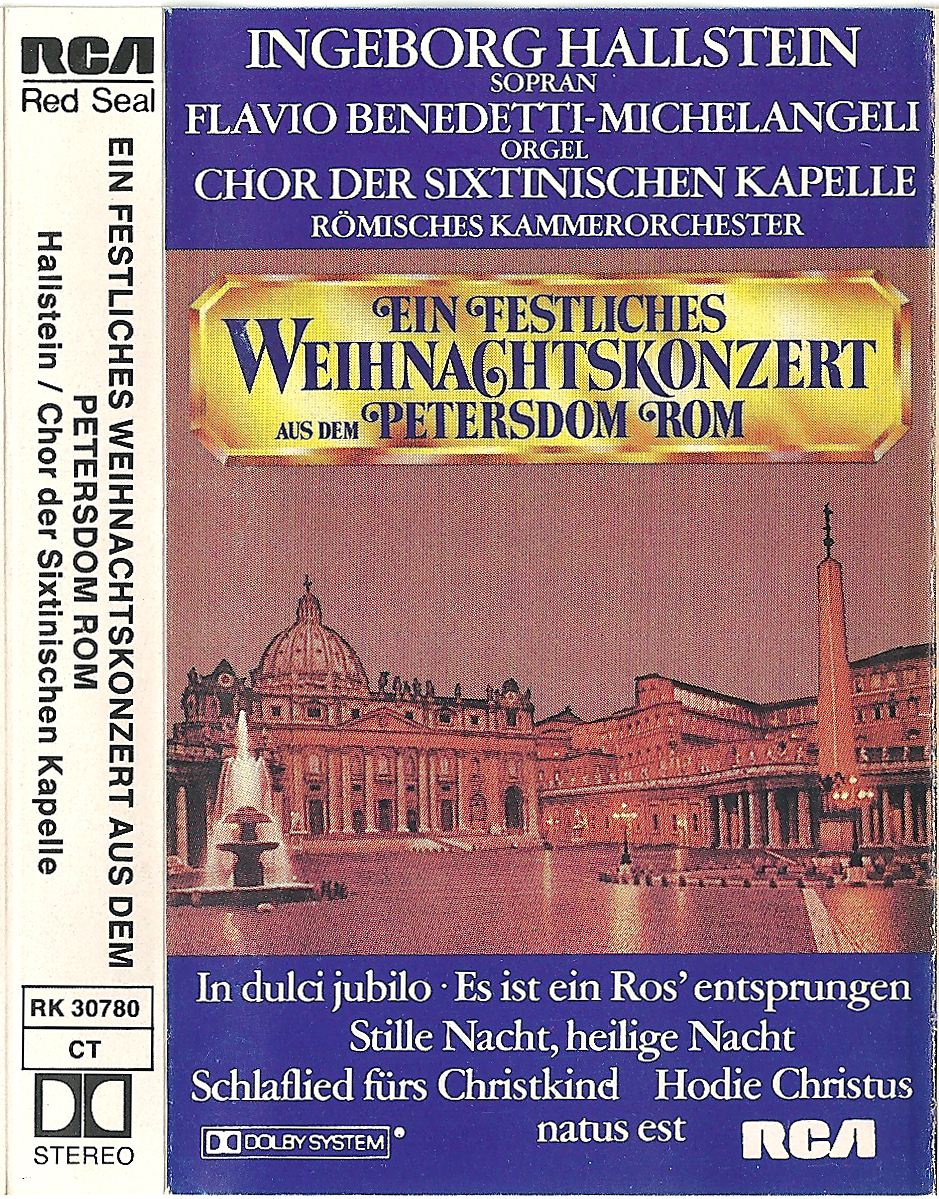 RCA
Red Seal
EIN FESTLICHES WEIHNACHTSKONZERT AUS DEM
PETERSDOM ROM
Hallstein / Chor der Sixtinischen Kapelle
RK 30780
CT
STEREO
INGEBORG HALLSTEIN
SOPRAN
FLAVIO BENEDETTI-MICHELANGELI
ORGEL
CHOR DER SIXTINISCHEN KAPELLE
RÖMISCHES KAMMERORCHESTER
EIN FESTLICHES
WEIHNACHTSKONZERT
AUS DEM PETERSDOM ROM
In dulci jubilo · Es ist ein Ros' entsprungen
Stille Nacht, heilige Nacht
Schlaflied fürs Christkind Hodie Christus
natus est
DOLBY SYSTEM
RCA